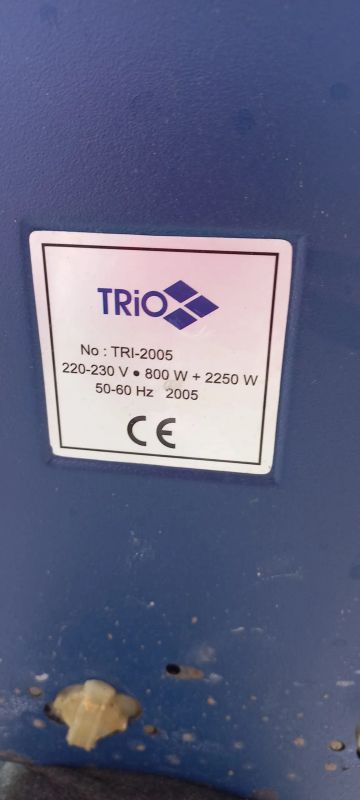 TRiO
No : TRI-2005
220-230 V • 800 W + 2250 W
50-60 Hz 2005
CE